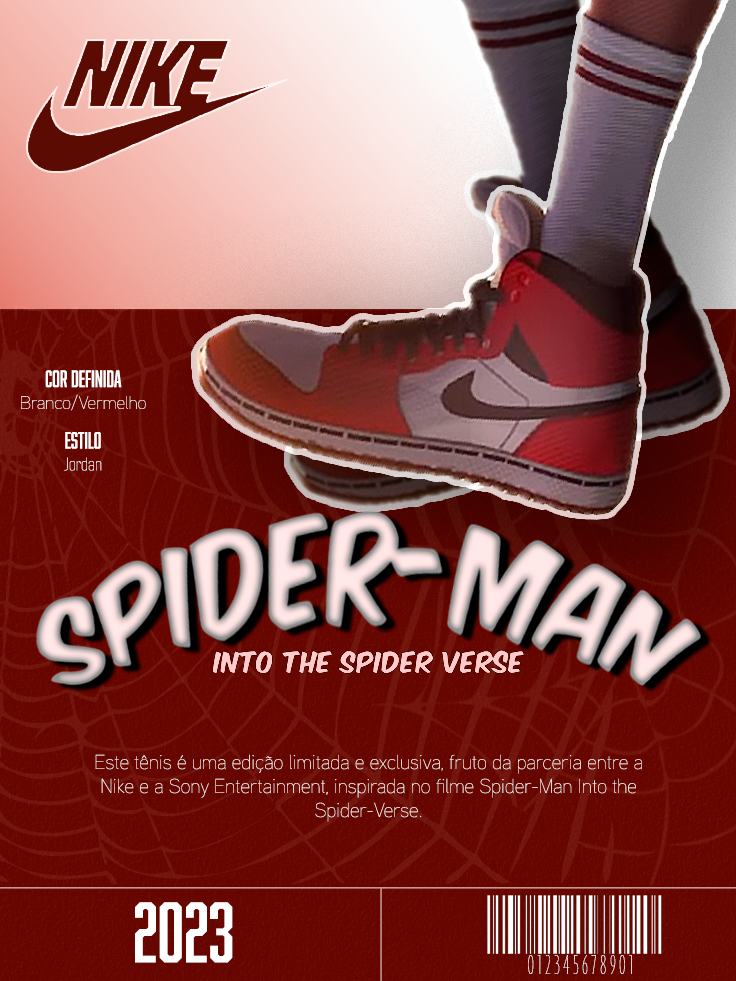 NIKE
COR DEFINIDA
Branco/Vermelho
ESTILO
Jordan
SPIDER-MAN
INTO THE SPIDER VERSE
Este tênis é uma edição limitada e exclusiva, fruto da parceria entre a
Nike e a Sony Entertainment, inspirada no filme Spider-Man Into the
Spider-Verse.
2023
012345678901